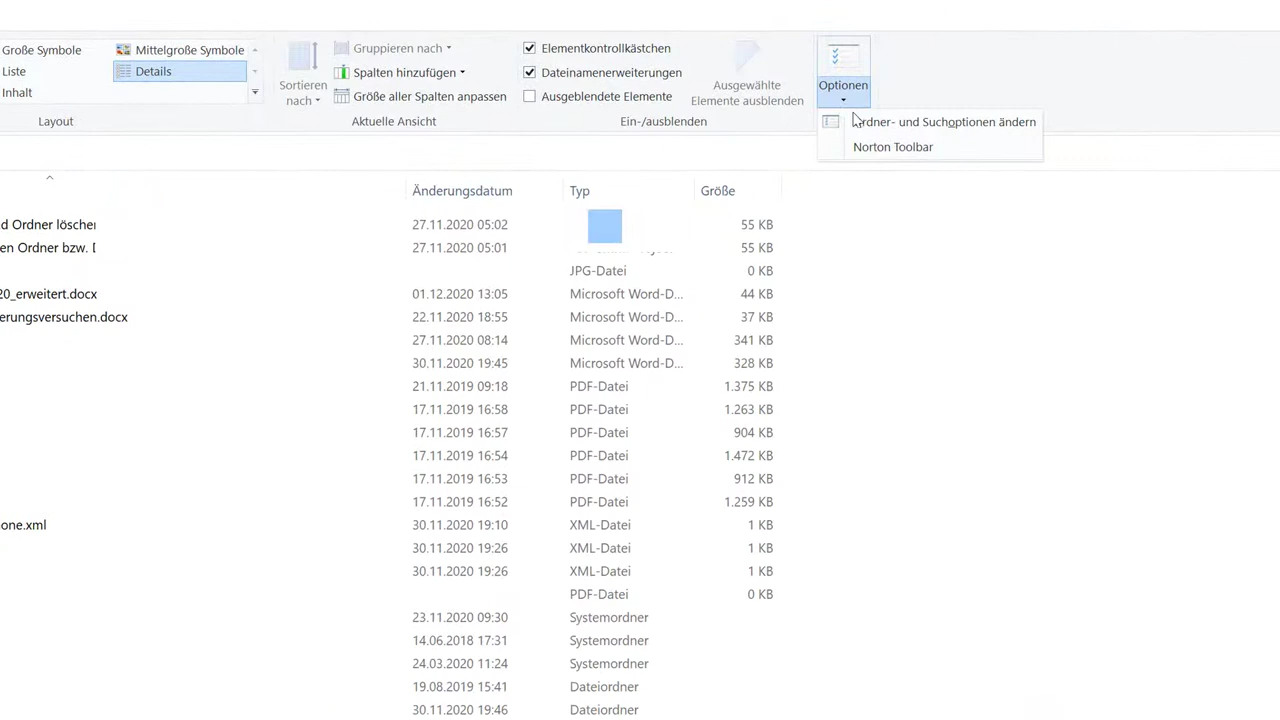 Große Symbole
Mittelgroße Symbole
Liste
Details
Inhalt
Layout
Sortieren
nach
Gruppieren nach
Spalten hinzufügen
Größe aller Spalten anpassen
Aktuelle Ansicht
Elementkontrollkästchen
Dateinamenerweiterungen
Ausgeblendete Elemente
Ausgewählte
Elemente ausblenden
Ein-/ausblenden
Optionen
rdner- und Suchoptionen ändern
Norton Toolbar
Änderungsdatum Typ Größe
d Ordner löschen 27.11.2020 05:02 55 KB
en Ordner bzw. D 27.11.2020 05:01 55 KB
JPG-Datei 0 KB
20_erweitert.docx 01.12.2020 13:05 Microsoft Word-D... 44 KB
erungsversuchen.docx 22.11.2020 18:55 Microsoft Word-D... 37 KB
27.11.2020 08:14 Microsoft Word-D... 341 KB
30.11.2020 19:45 Microsoft Word-D... 328 KB
21.11.2019 09:18 PDF-Datei 1.375 KB
17.11.2019 16:58 PDF-Datei 1.263 KB
17.11.2019 16:57 PDF-Datei 904 KB
17.11.2019 16:54 PDF-Datei 1.472 KB
17.11.2019 16:53 PDF-Datei 912 KB
17.11.2019 16:52 PDF-Datei 1.259 KB
one.xml 30.11.2020 19:10 XML-Datei 1 KB
30.11.2020 19:26 XML-Datei 1 KB
30.11.2020 19:26 XML-Datei 1 KB
PDF-Datei 0 KB
23.11.2020 09:30 Systemordner
14.06.2018 17:31 Systemordner
24.03.2020 11:24 Systemordner
19.08.2019 15:41 Dateiordner
30.11.2020 19:46 Dateiordner